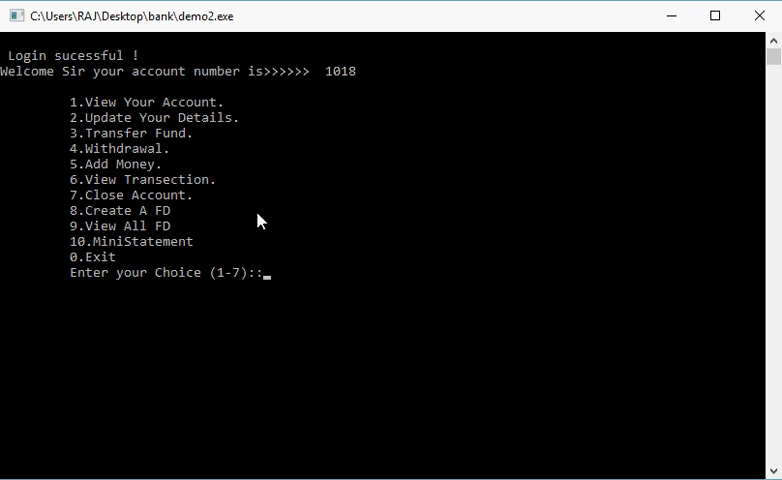 C:\Users\RAJ\Desktop\bank\demo2.exe
Login sucessful !
Welcome Sir your account number is>>>>>> 1018
1.View Your Account.
2.Update Your Details.
3.Transfer Fund.
4.Withdrawal.
5.Add Money.
6.View Transection.
7.Close Account.
8.Create A FD
9.View All FD
10.MiniStatement
0.Exit
Enter your Choice (1-7)::